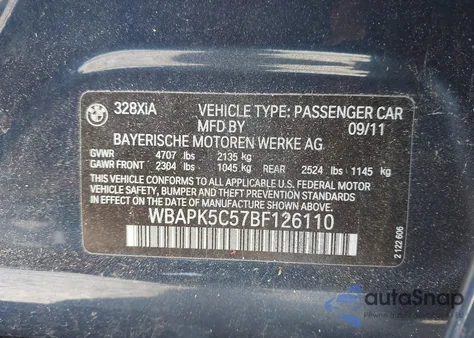 328XiA VEHICLE TYPE: PASSENGER CAR
MFD BY 09/11
BAYERISCHE MOTOREN WERKE AG
GVWR 4707 lbs 2135 kg
GAWR FRONT 2304 lbs 1045 kg REAR 2524 lbs 1145 kg
THIS VEHICLE CONFORMS TO ALL APPLICABLE U.S. FEDERAL MOTOR
VEHICLE SAFETY, BUMPER, AND THEFT PREVENTION STANDARDS
IN EFFECT ON THE DATE OF MANUFACTURE SHOWN ABOVE.
WBAPK5C57BF126110
2 122 606
autoSnap